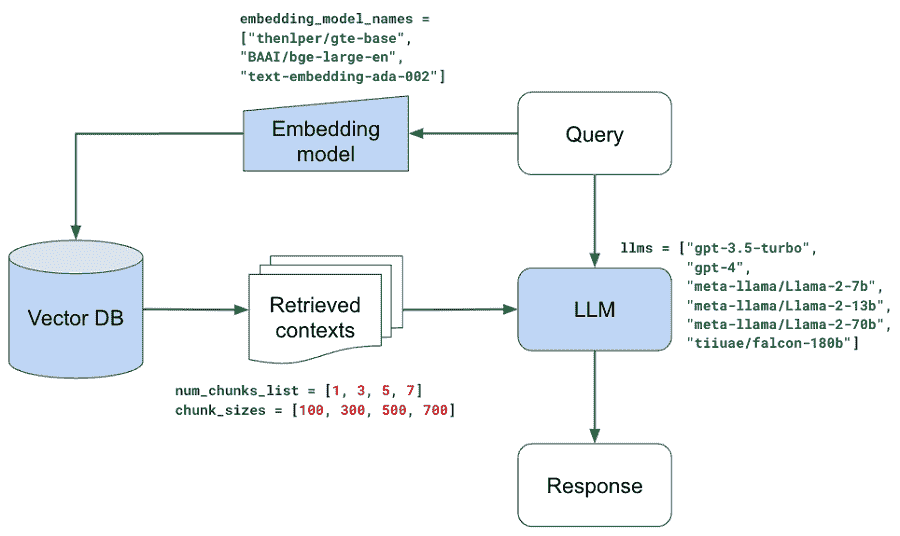 embedding_model_names =
["thenlper/gte-base",
"BAAI/bge-large-en",
"text-embedding-ada-002"]
Embedding
model
Query
llms = ["gpt-3.5-turbo",
"gpt-4",
"meta-llama/Llama-2-7b",
"meta-llama/Llama-2-13b",
"meta-llama/Llama-2-70b",
"tiiuae/falcon-180b"]
Vector DB
Retrieved
contexts
LLM
num_chunks_list = [1, 3, 5, 7]
chunk_sizes = [100, 300, 500, 700]
Response